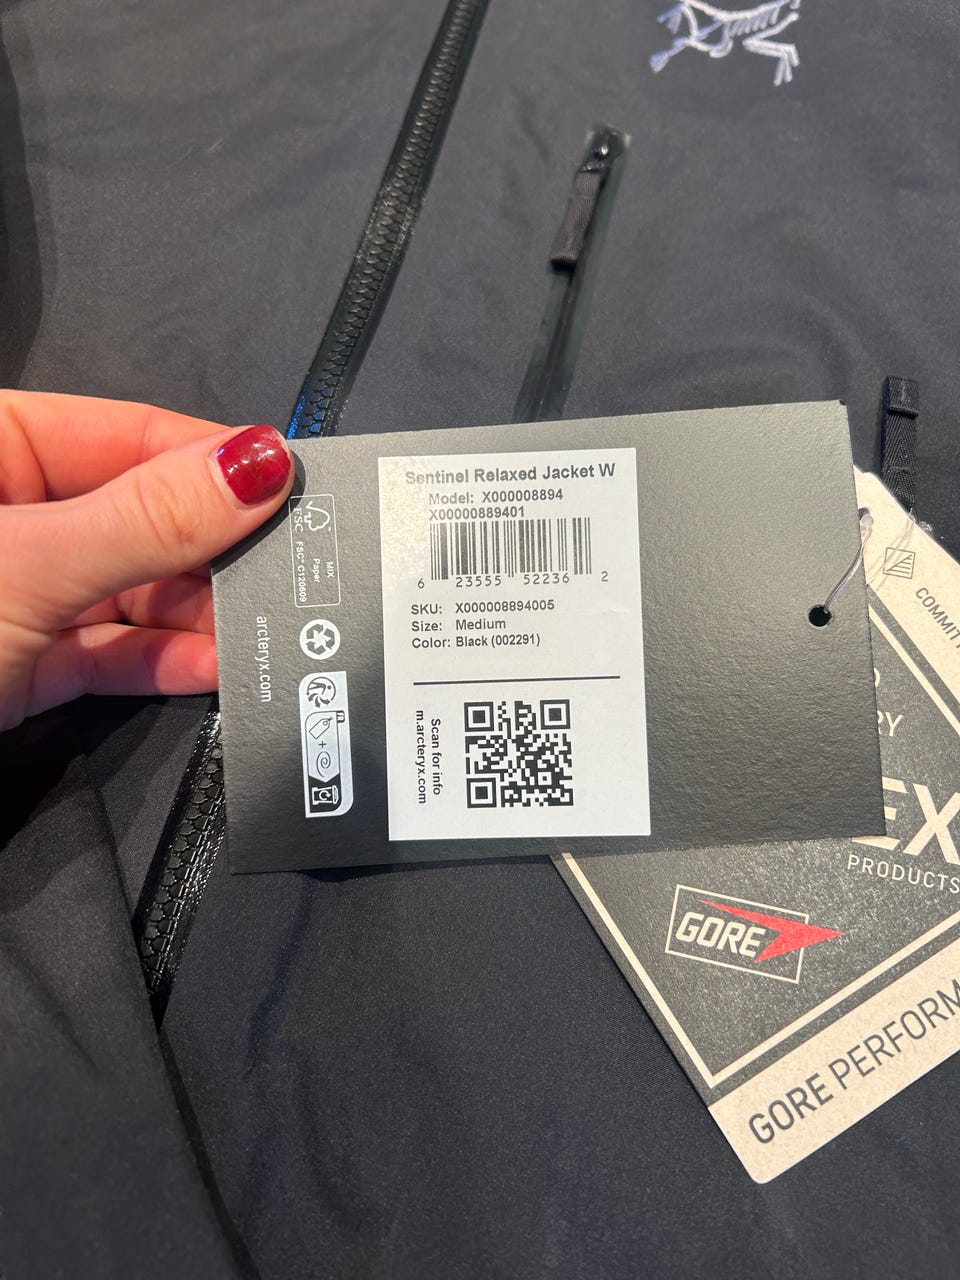 Sentinel Relaxed Jacket W
Model: X000008894
X00000889401
6 23555 52236 2
SKU: X000008894005
Size: Medium
Color: Black (002291)
Scan for info
m.arcteryx.com
FSC
MIX
Paper
FSC® C120609
arcteryx.com
FR
PRODUCTS
GORE
GORE PERFORM